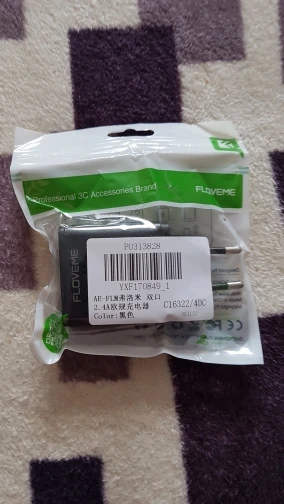 Professional 3C Accessories Brand
FLOVEME
FLOVEME
PU313828
YXF170849_1
AE-FLM弗洛米 双口
2.4A欧规充电器
C16322/4DC
Color:黑色